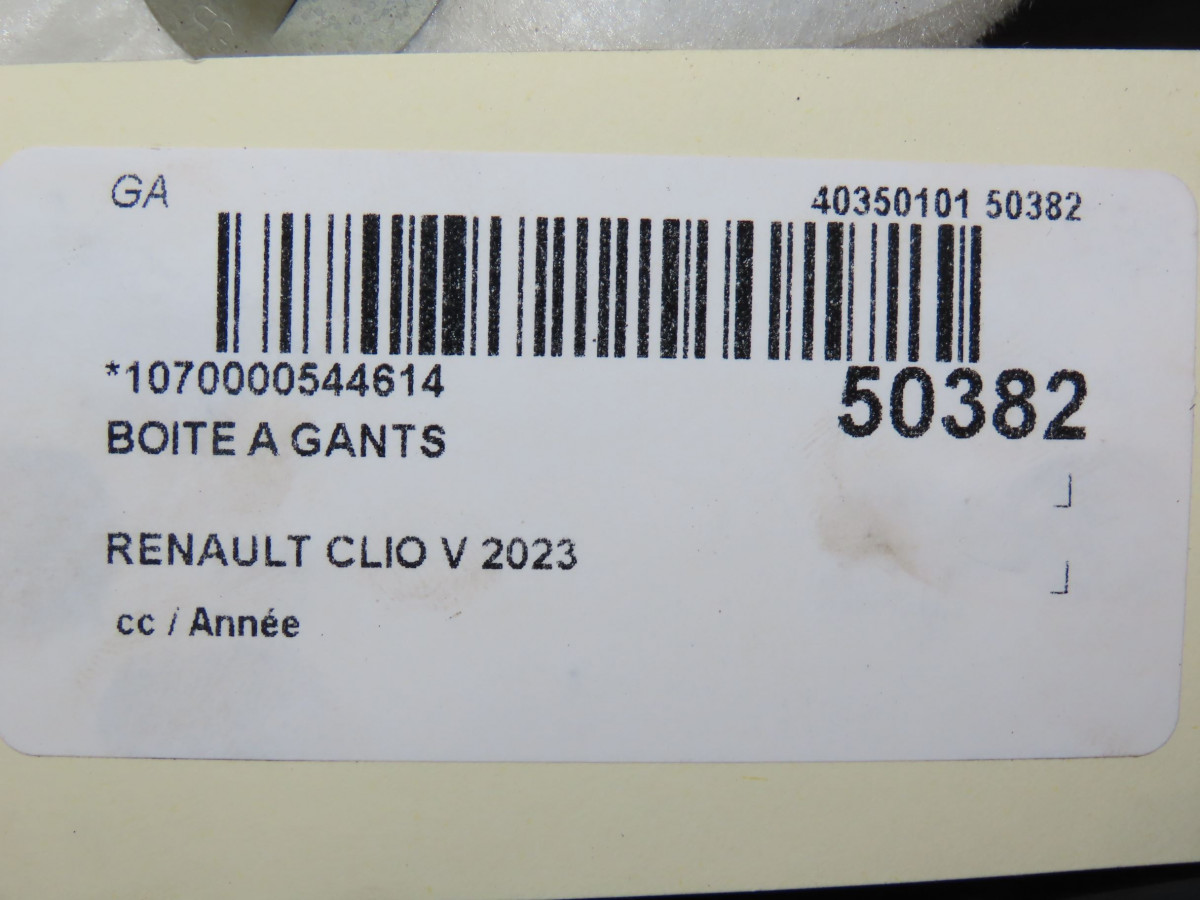 GA
40350101 50382
*1070000544614
50382
BOITE A GANTS
RENAULT CLIO V 2023
cc / Année